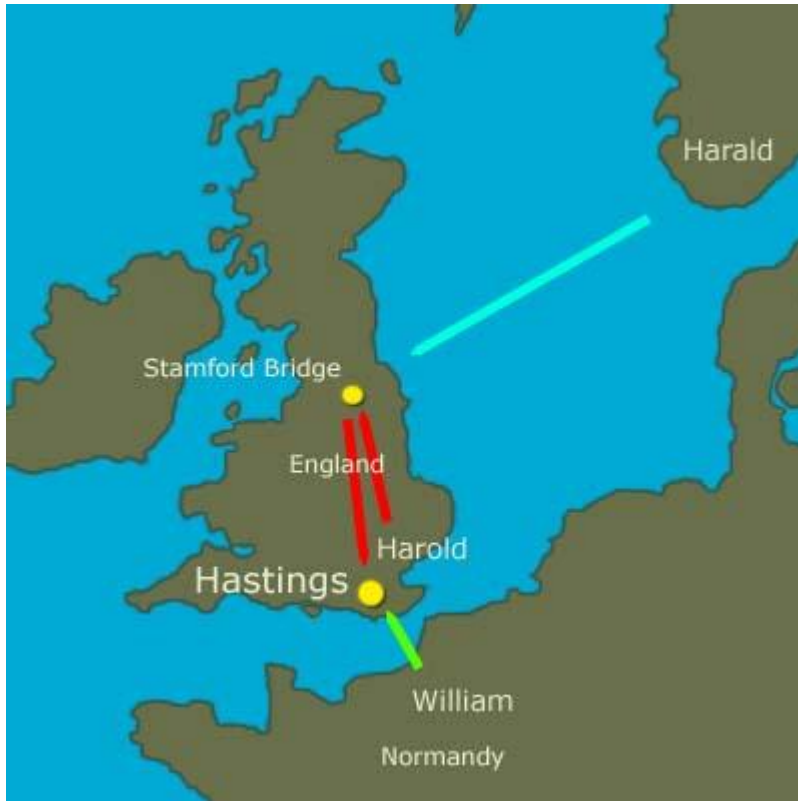 Harald
Stamford Bridge
England
Harold
Hastings
William
Normandy